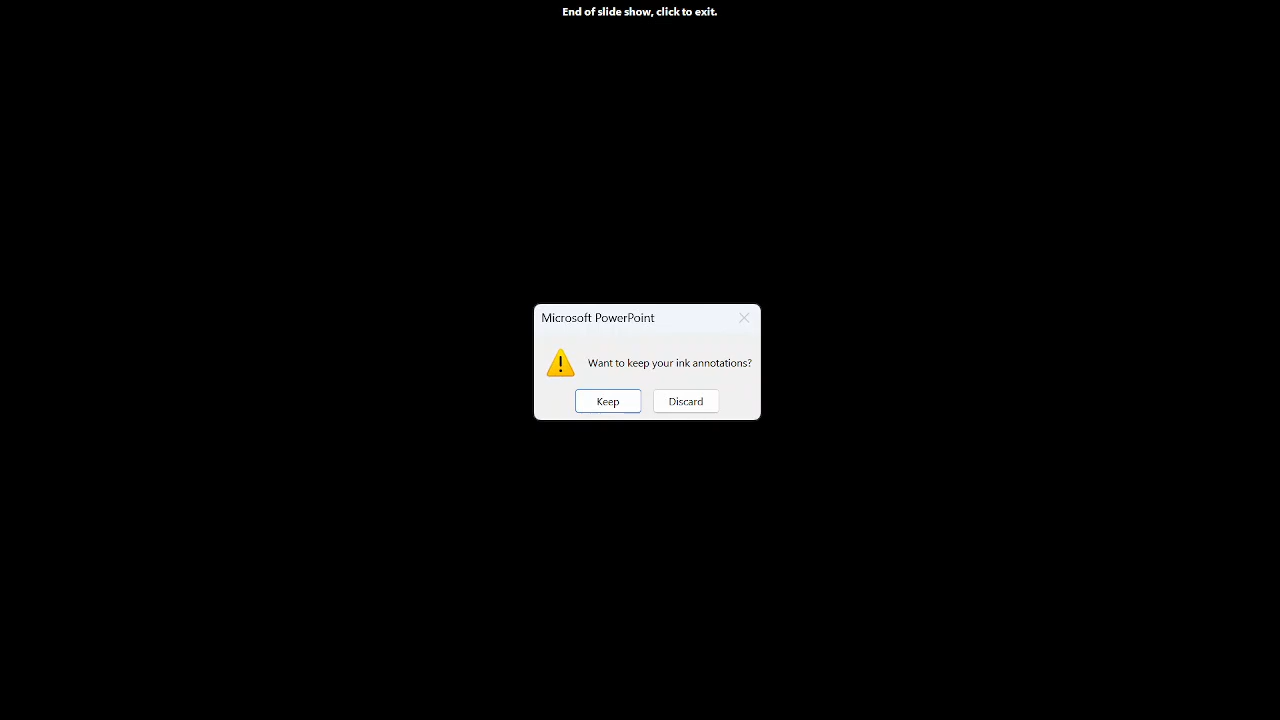 End of slide show, click to exit.
Microsoft PowerPoint
Want to keep your ink annotations?
Keep
Discard